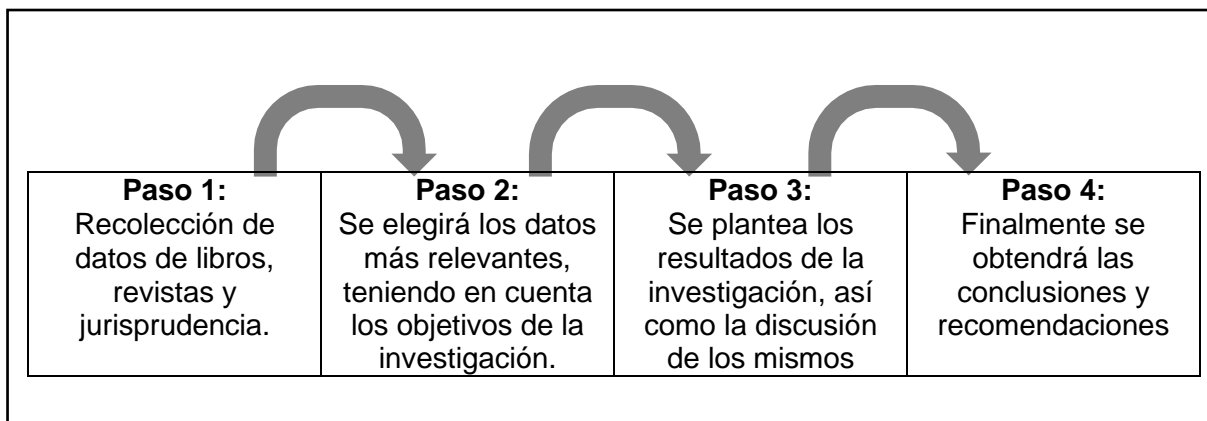 Paso 1:
Recolección de
datos de libros,
revistas y
jurisprudencia.
Paso 2:
Se elegirá los datos
más relevantes,
teniendo en cuenta
los objetivos de la
investigación.
Paso 3:
Se plantea los
resultados de la
investigación, así
como la discusión
de los mismos
Paso 4:
Finalmente se
obtendrá las
conclusiones y
recomendaciones